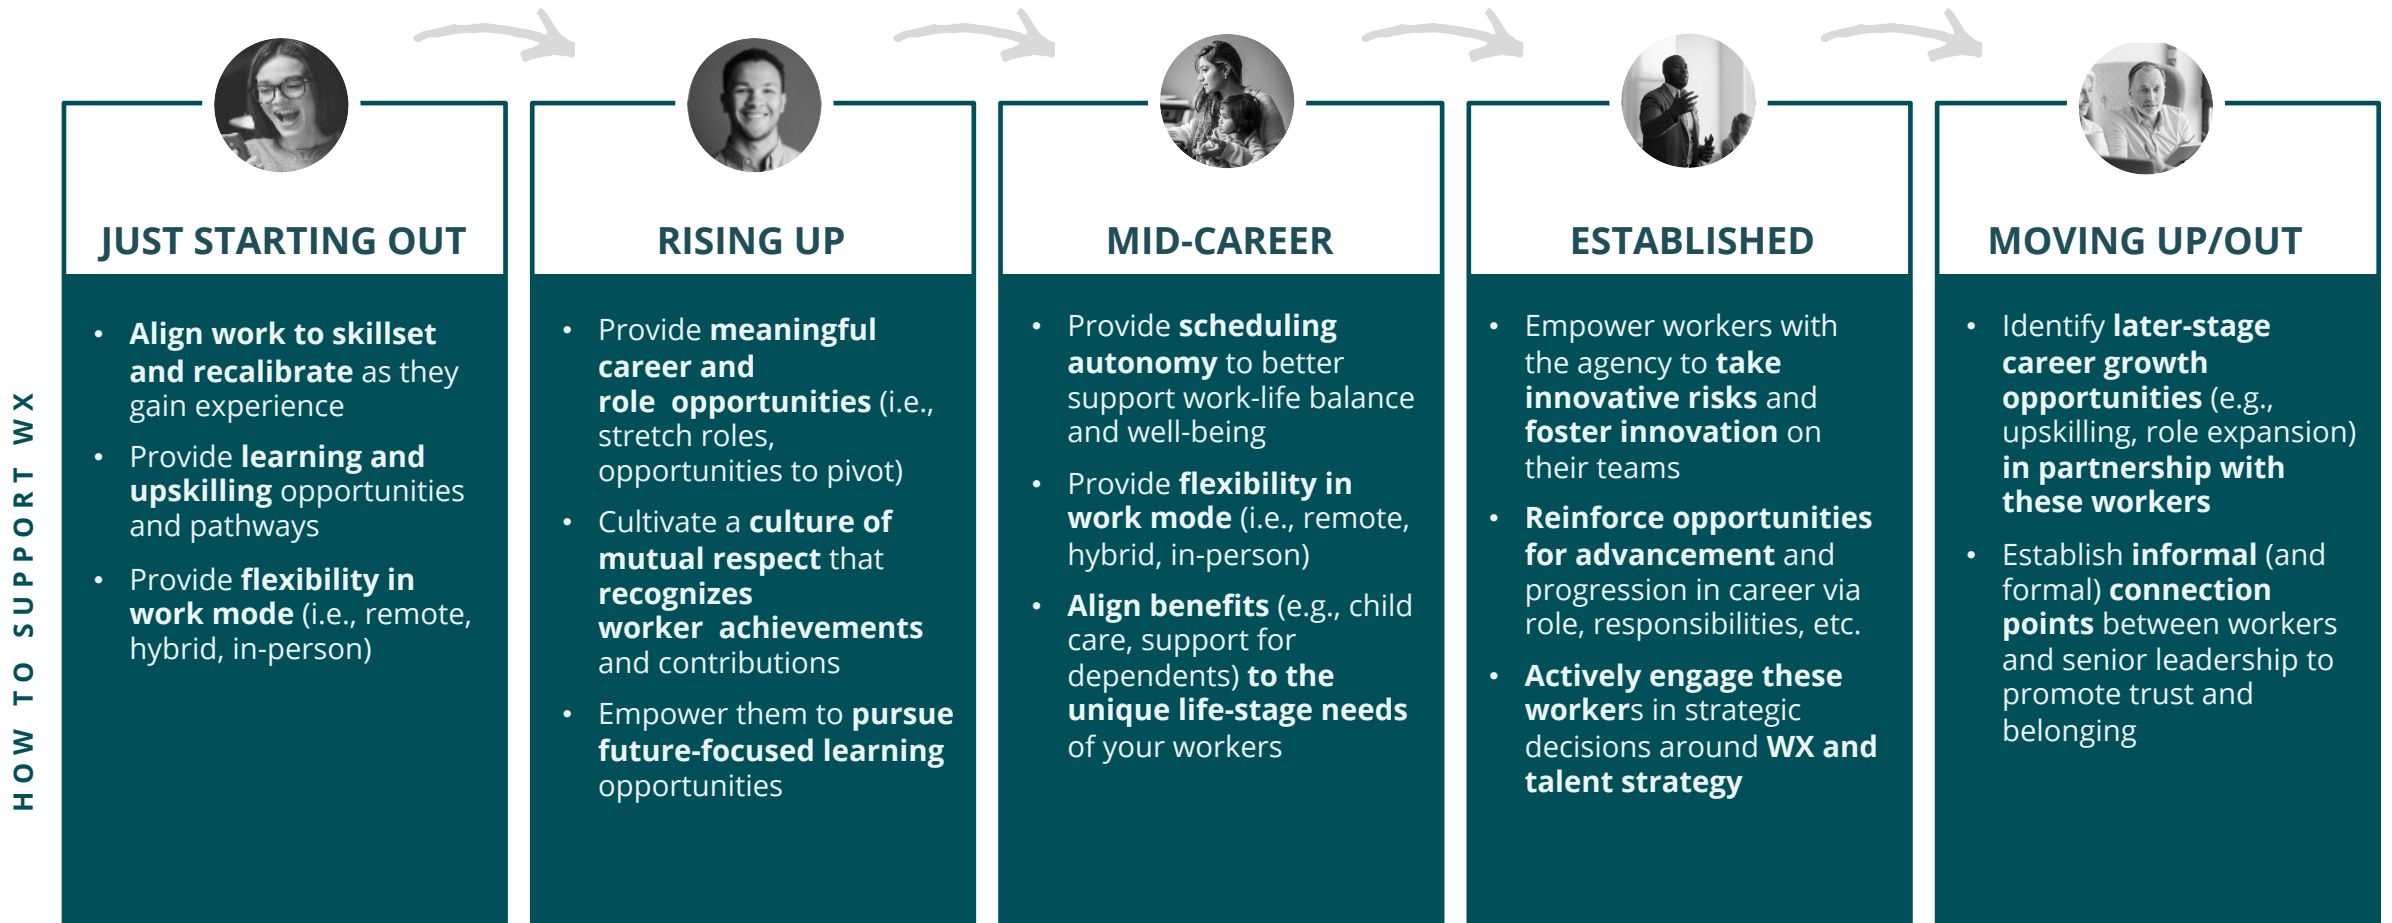 HOW TO SUPPORT WX
JUST STARTING OUT
• Align work to skillset
and recalibrate as they
gain experience
• Provide learning and
upskilling opportunities
and pathways
• Provide flexibility in
work mode (i.e., remote,
hybrid, in-person)
RISING UP
• Provide meaningful
career and
role  opportunities (i.e.,
stretch roles,
opportunities to pivot)
• Cultivate a culture of
mutual respect that
recognizes
worker  achievements
and contributions
• Empower them to pursue
future-focused learning
opportunities
MID-CAREER
• Provide scheduling
autonomy to better
support work-life balance
and well-being
• Provide flexibility in
work mode (i.e., remote,
hybrid, in-person)
• Align benefits (e.g., child
care, support for
dependents) to the
unique life-stage needs
of your workers
ESTABLISHED
• Empower workers with
the agency to take
innovative risks and
foster innovation on
their teams
• Reinforce opportunities
for advancement and
progression in career via
role, responsibilities, etc.
• Actively engage these
workers in strategic
decisions around WX and
talent strategy
MOVING UP/OUT
• Identify later-stage
career growth
opportunities (e.g.,
upskilling, role expansion)
in partnership with
these workers
• Establish informal (and
formal) connection
points between workers
and senior leadership to
promote trust and
belonging